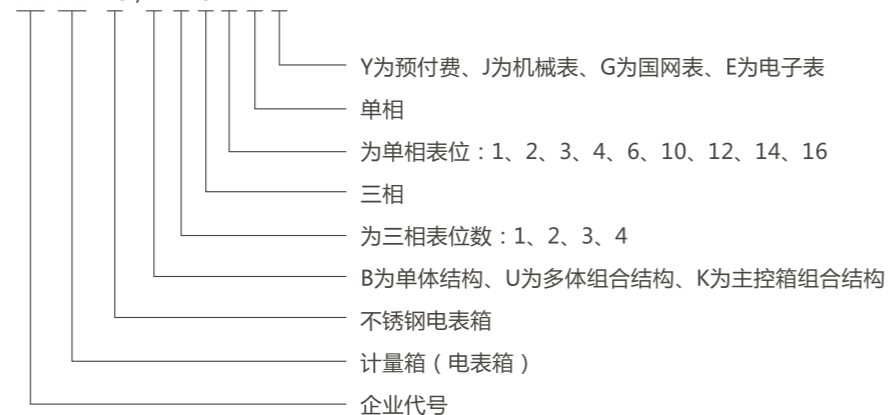 Y为预付费、J为机械表、G为国网表、E为电子表
单相
为单相表位：1、2、3、4、6、10、12、14、16
三相
为三相表位数：1、2、3、4
B为单体结构、U为多体组合结构、K为主控箱组合结构
不锈钢电表箱
计量箱（电表箱）
企业代号